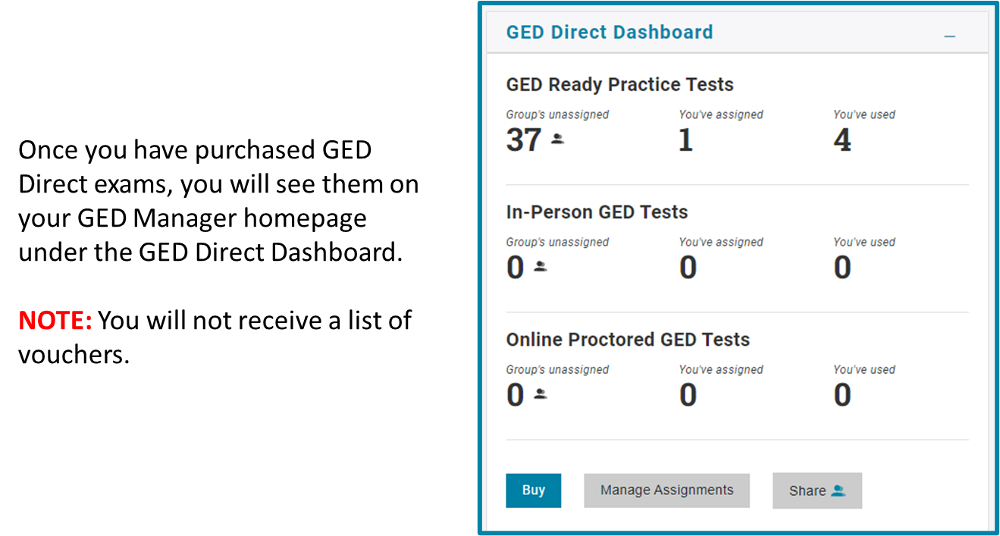 Once you have purchased GED
Direct exams, you will see them on
your GED Manager homepage
under the GED Direct Dashboard.
NOTE: You will not receive a list of
vouchers.
GED Direct Dashboard
GED Ready Practice Tests
Group's unassigned You've assigned You've used
37 1 4
In-Person GED Tests
Group's unassigned You've assigned You've used
0 0 0
Online Proctored GED Tests
Group's unassigned You've assigned You've used
0 0 0
Buy Manage Assignments Share